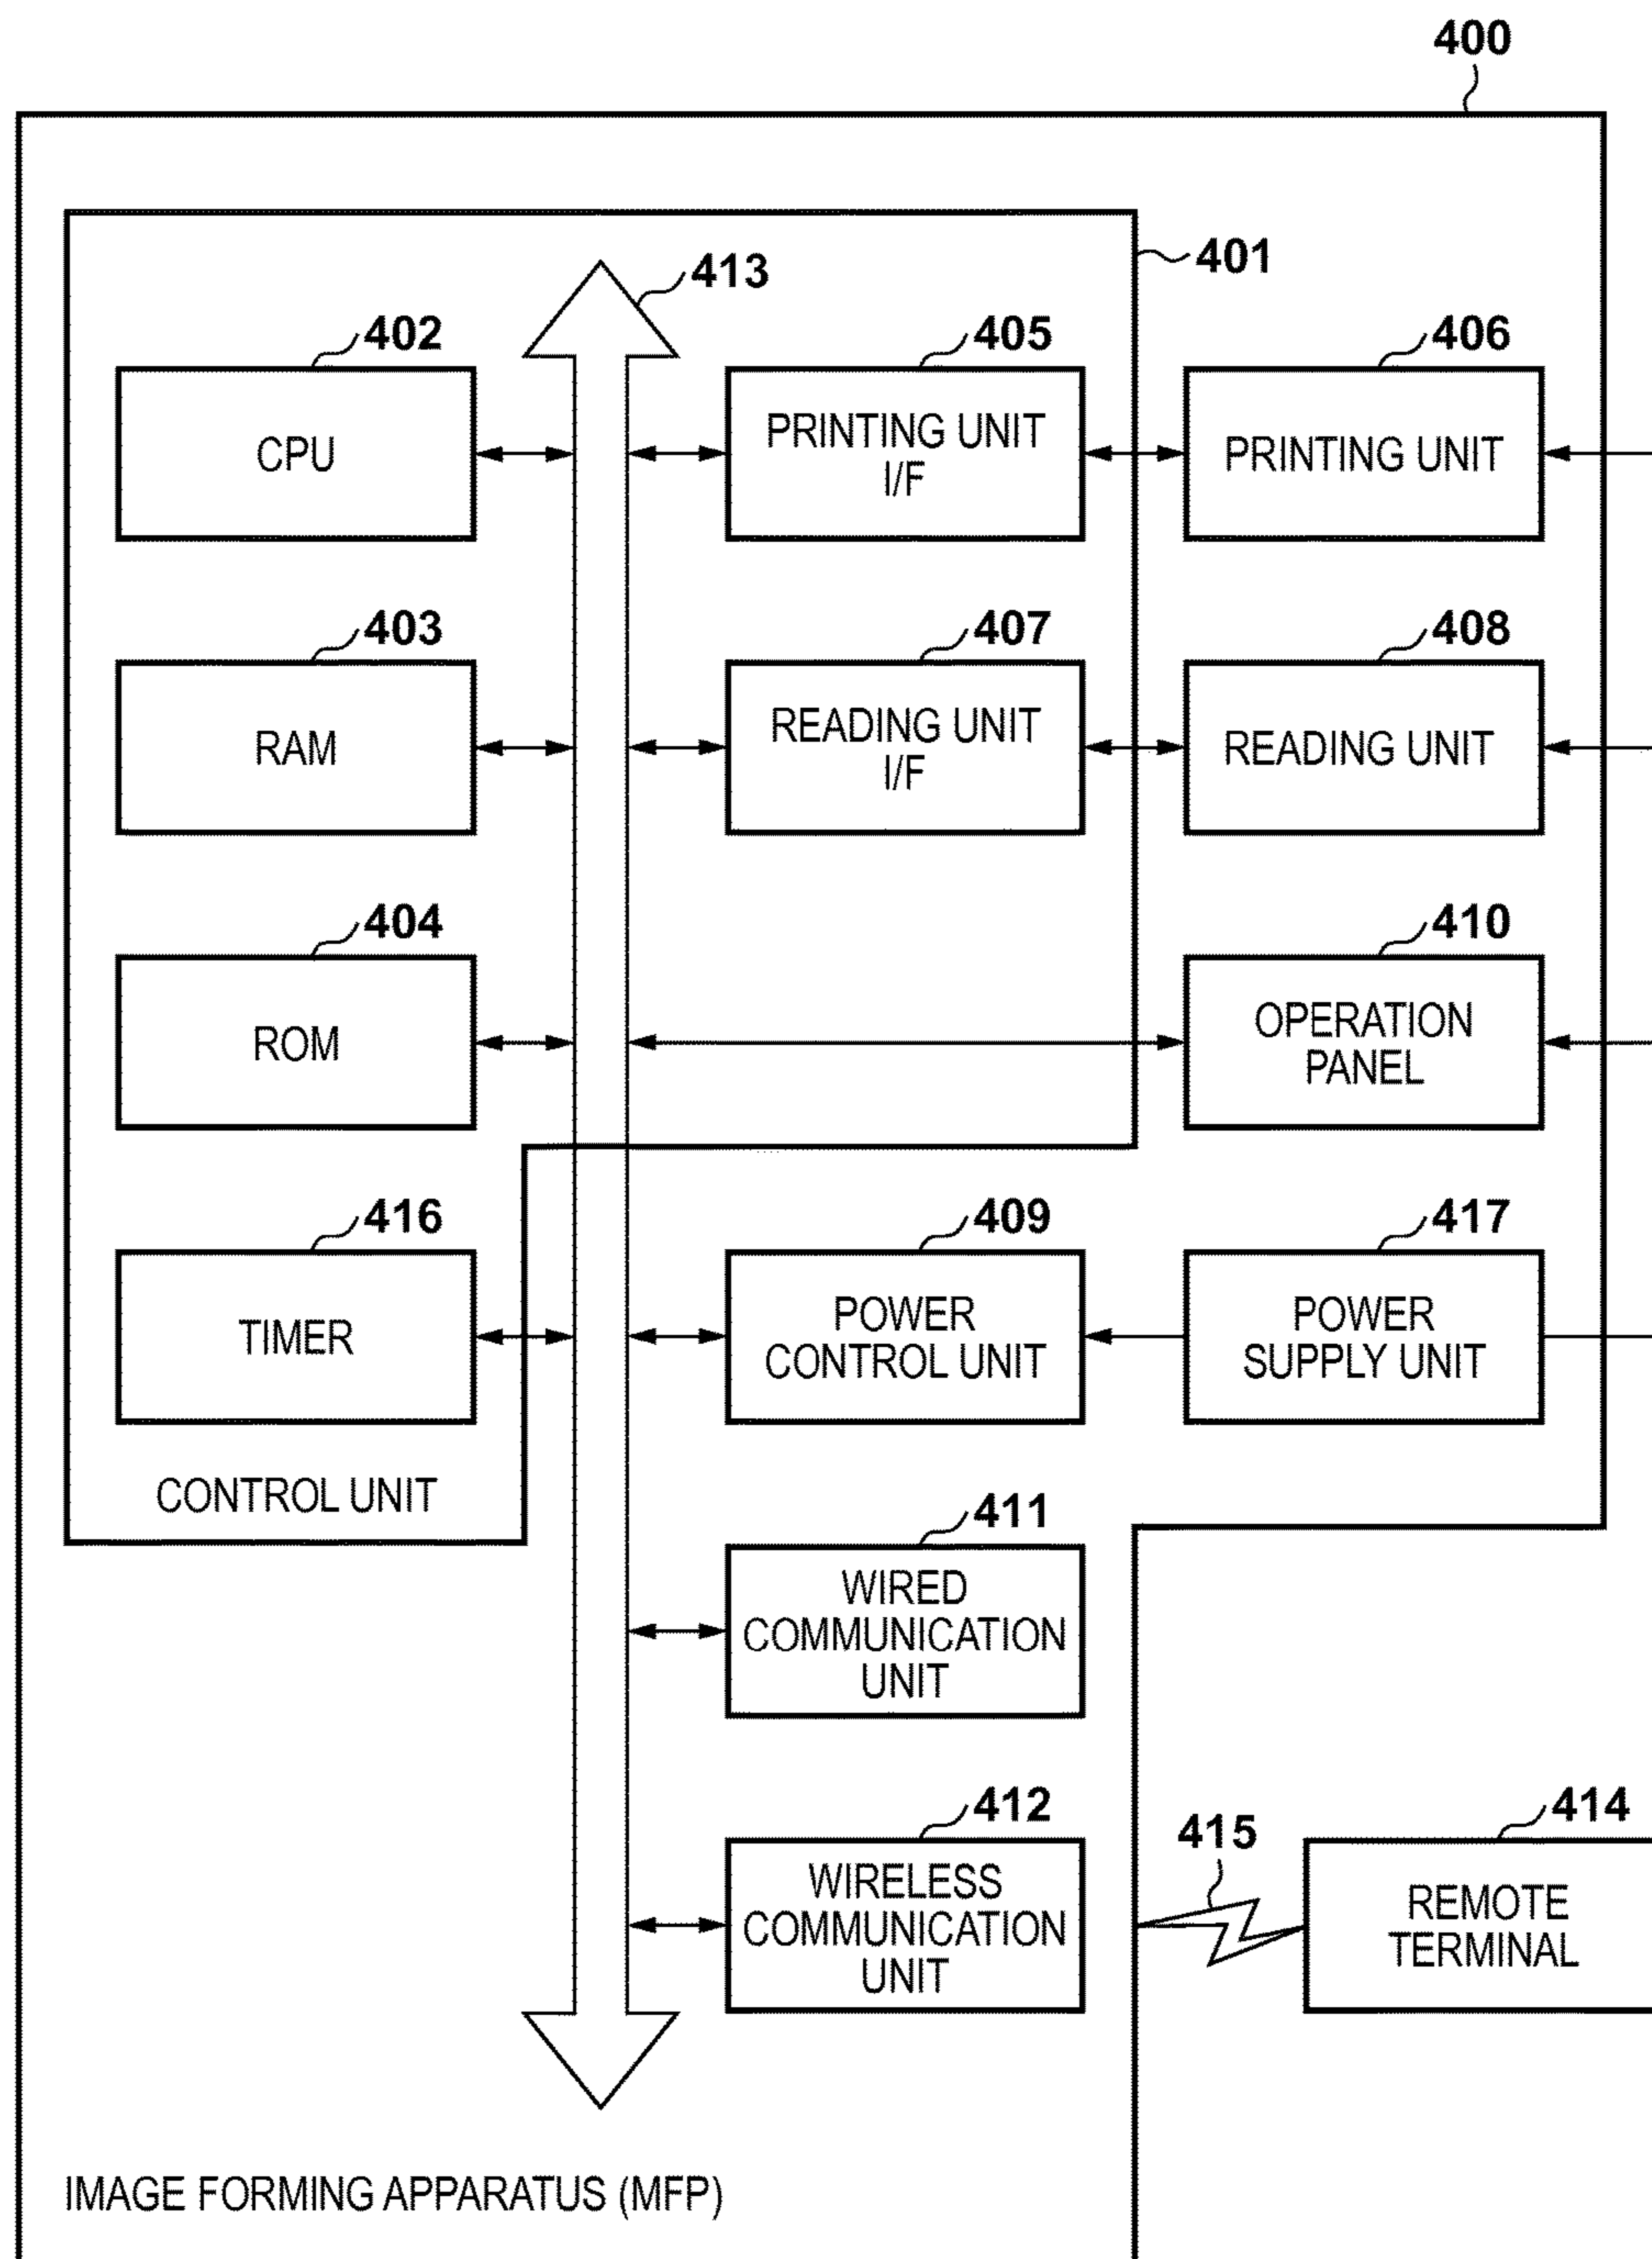 400
401
413
402
405
406
CPU
PRINTING UNIT
I/F
PRINTING UNIT
403
407
408
RAM
READING UNIT
I/F
READING UNIT
404
410
ROM
OPERATION
PANEL
416
409
417
TIMER
POWER
CONTROL UNIT
POWER
SUPPLY UNIT
CONTROL UNIT
411
WIRED
COMMUNICATION
UNIT
412
415
414
WIRELESS
COMMUNICATION
UNIT
REMOTE
TERMINAL
IMAGE FORMING APPARATUS (MFP)